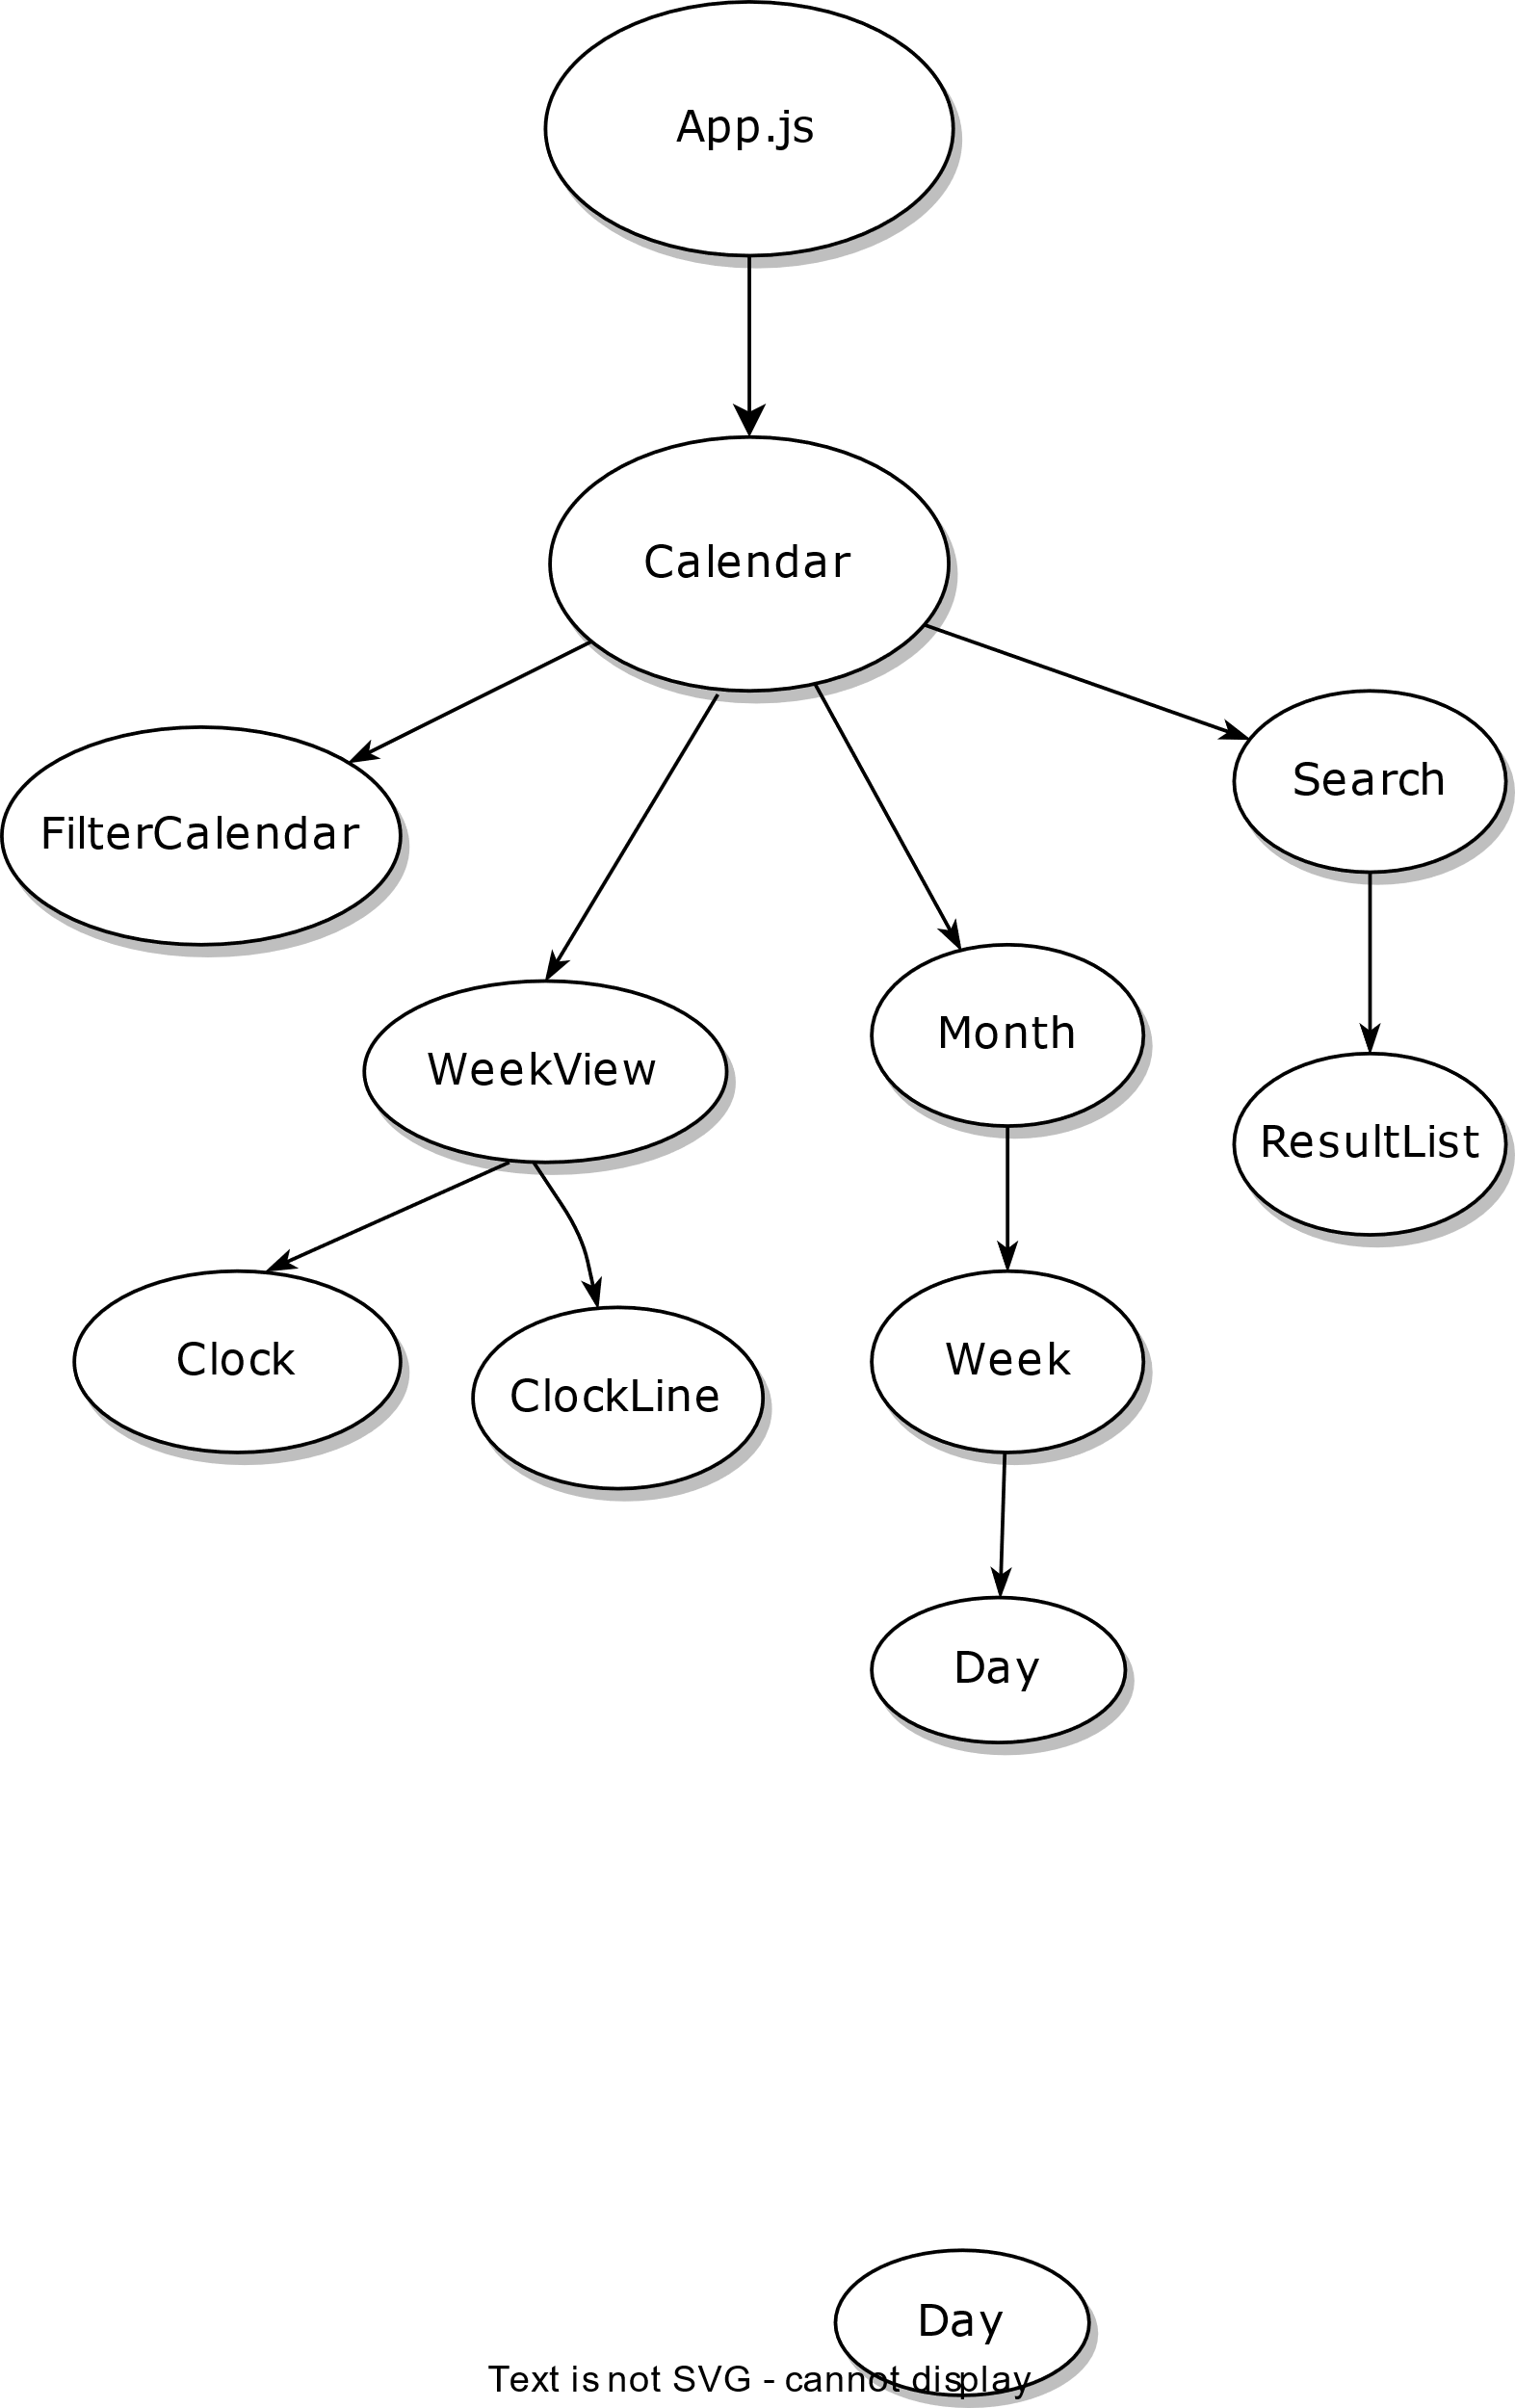 App.js
Calendar
Search
FilterCalendar
Month
WeekView
ResultList
Clock
Week
ClockLine
Day
Day
Text is not SVG - cannot display